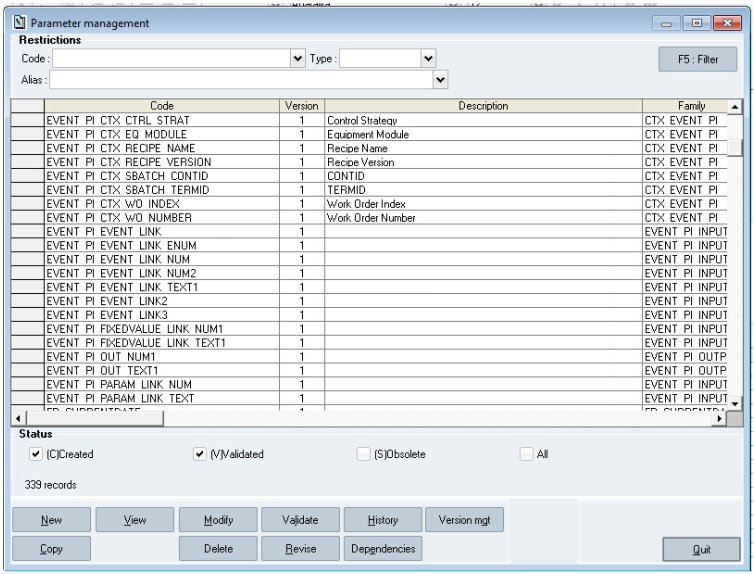 Parameter management
Restrictions
Code :
Type :
F5 : Filter
Alias :
Code Version Description Family
EVENT PI CTX CTRL STRAT 1 Control Strategy CTX EVENT PI
EVENT PI CTX EQ MODULE 1 Equipment Module CTX EVENT PI
EVENT PI CTX RECIPE NAME 1 Recipe Name CTX EVENT PI
EVENT PI CTX RECIPE VERSION 1 Recipe Version CTX EVENT PI
EVENT PI CTX SBATCH CONTID 1 CONTID CTX EVENT PI
EVENT PI CTX SBATCH TERMID 1 TERMID CTX EVENT PI
EVENT PI CTX WO INDEX 1 Work Order Index CTX EVENT PI
EVENT PI CTX WO NUMBER 1 Work Order Number CTX EVENT PI
EVENT PI EVENT LINK 1 EVENT PI INPUT
EVENT PI EVENT LINK ENUM 1 EVENT PI INPUT
EVENT PI EVENT LINK NUM 1 EVENT PI INPUT
EVENT PI EVENT LINK NUM2 1 EVENT PI INPUT
EVENT PI EVENT LINK TEXT1 1 EVENT PI INPUT
EVENT PI EVENT LINK2 1 EVENT PI INPUT
EVENT PI EVENT LINK3 1 EVENT PI INPUT
EVENT PI FIXEDVALUE LINK NUM1 1 EVENT PI INPUT
EVENT PI FIXEDVALUE LINK TEXT1 1 EVENT PI INPUT
EVENT PI OUT NUM1 1 EVENT PI OUTP
EVENT PI OUT TEXT1 1 EVENT PI OUTP
EVENT PI PARAM LINK NUM 1 EVENT PI INPUT
EVENT PI PARAM LINK TEXT 1 EVENT PI INPUT
Status
(C)Created (V)Validated (S)Obsolete All
339 records
New View Modify Validate History Version mgt
Copy Delete Revise Dependencies Quit